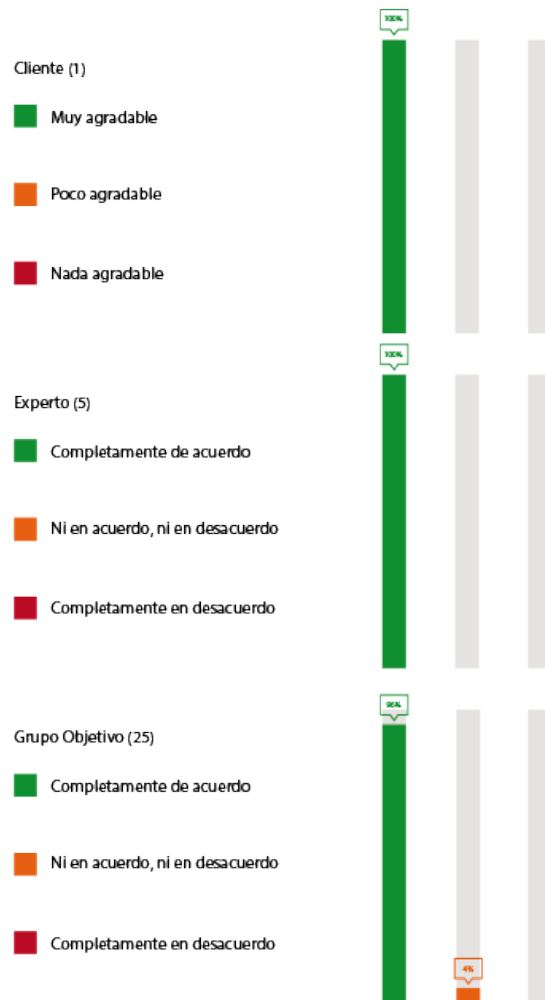 100%
Cliente (1)
Muy agradable
Poco agradable
Nada agradable
100%
Experto (5)
Completamente de acuerdo
Ni en acuerdo, ni en desacuerdo
Completamente en desacuerdo
96%
Grupo Objetivo (25)
Completamente de acuerdo
Ni en acuerdo, ni en desacuerdo
Completamente en desacuerdo
4%